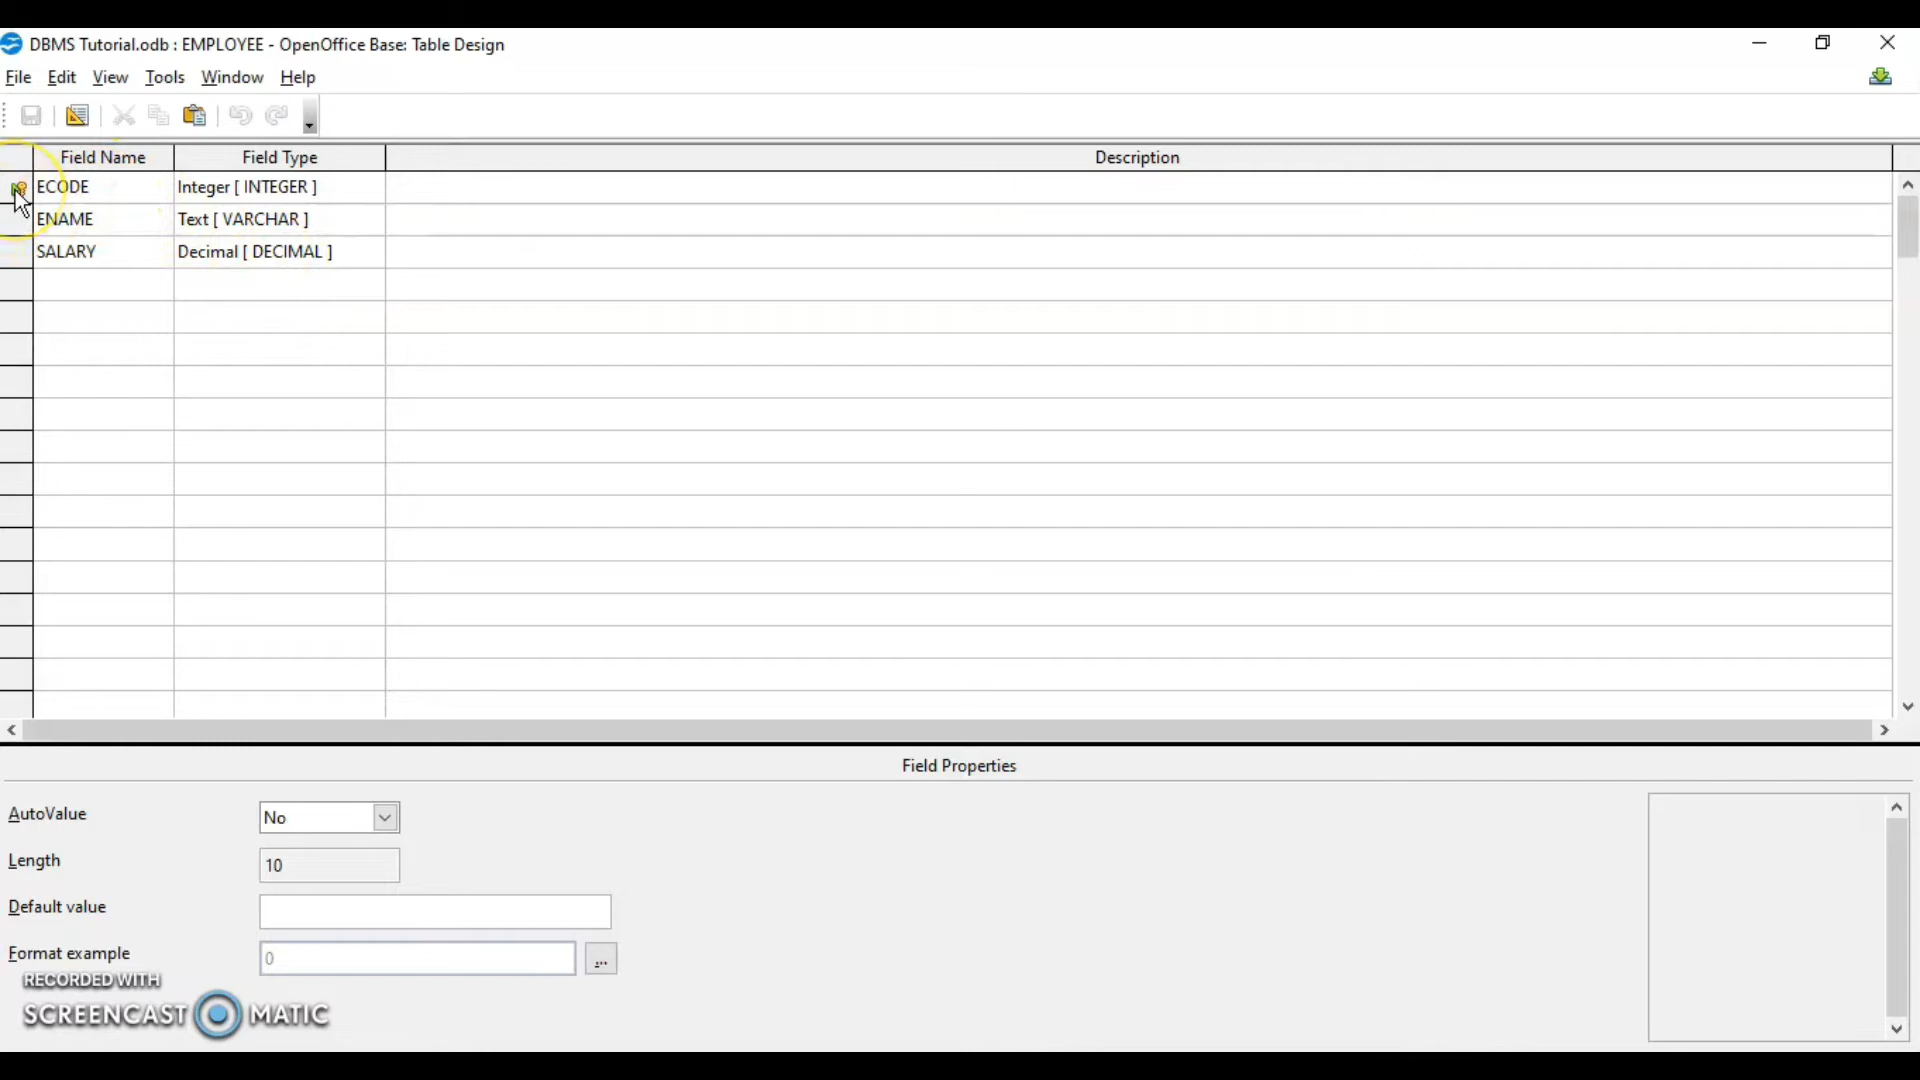 DBMS Tutorial.odb : EMPLOYEE - OpenOffice Base: Table Design
File Edit View Tools Window Help
Field Name Field Type Description
ECODE Integer [ INTEGER ]
ENAME Text [ VARCHAR ]
SALARY Decimal [ DECIMAL ]
Field Properties
AutoValue No
Length 10
Default value
Format example 0 ...
RECORDED WITH
SCREENCAST MATIC